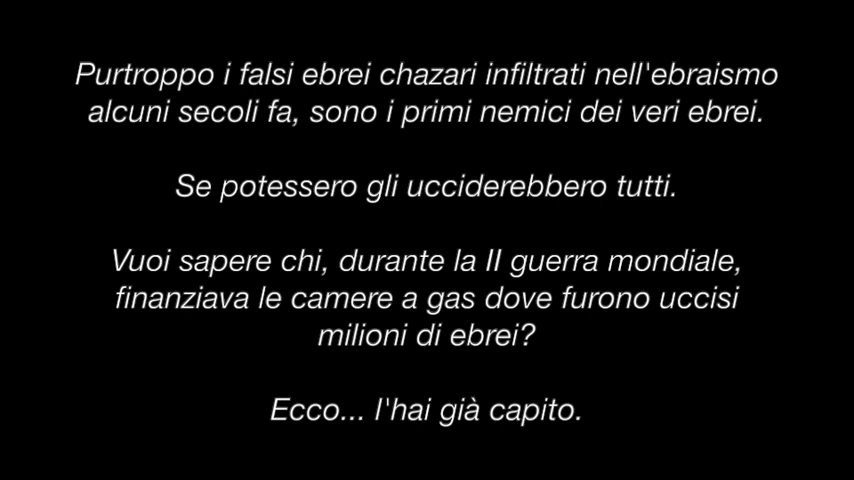 Purtroppo i falsi ebrei chazari infiltrati nell'ebraismo
alcuni secoli fa, sono i primi nemici dei veri ebrei.
Se potessero gli ucciderebbero tutti.
Vuoi sapere chi, durante la II guerra mondiale,
finanziava le camere a gas dove furono uccisi
milioni di ebrei?
Ecco... l'hai già capito.